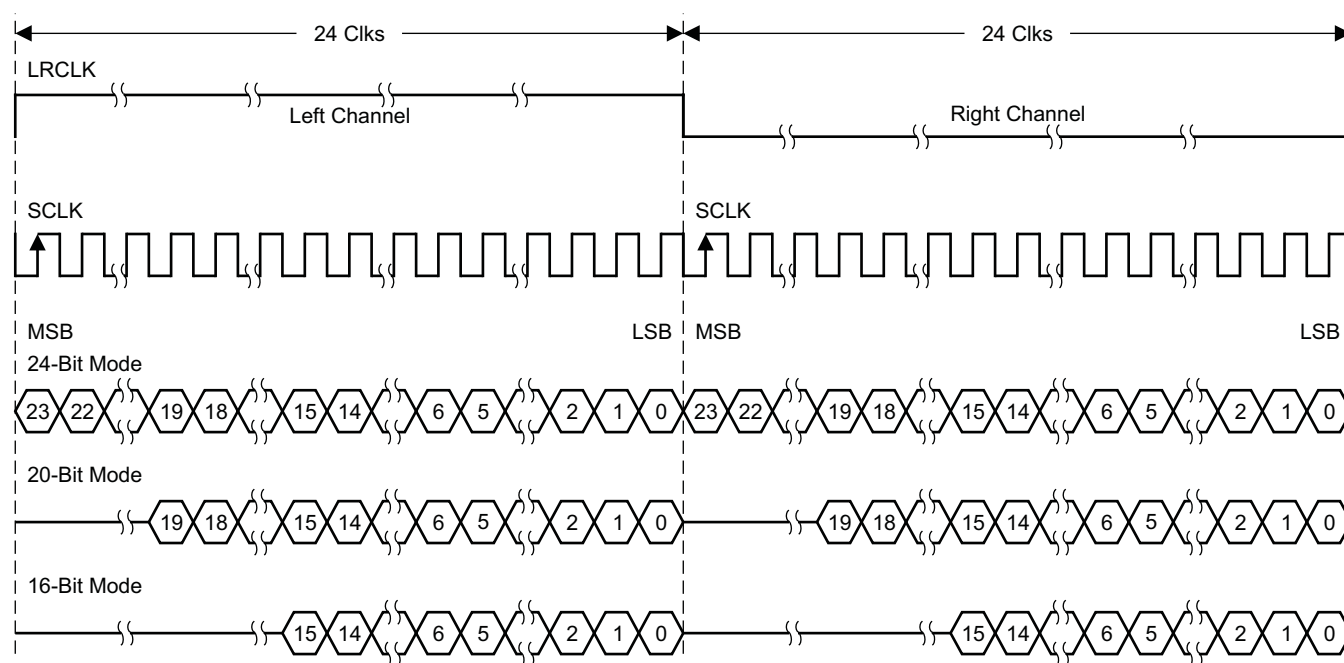 24 Clks 24 Clks
LRCLK
Left Channel Right Channel
SCLK SCLK
MSB LSB MSB LSB
24-Bit Mode
23 22 19 18 15 14 6 5 2 1 0 23 22 19 18 15 14 6 5 2 1 0
20-Bit Mode
19 18 15 14 6 5 2 1 0 19 18 15 14 6 5 2 1 0
16-Bit Mode
15 14 6 5 2 1 0 15 14 6 5 2 1 0